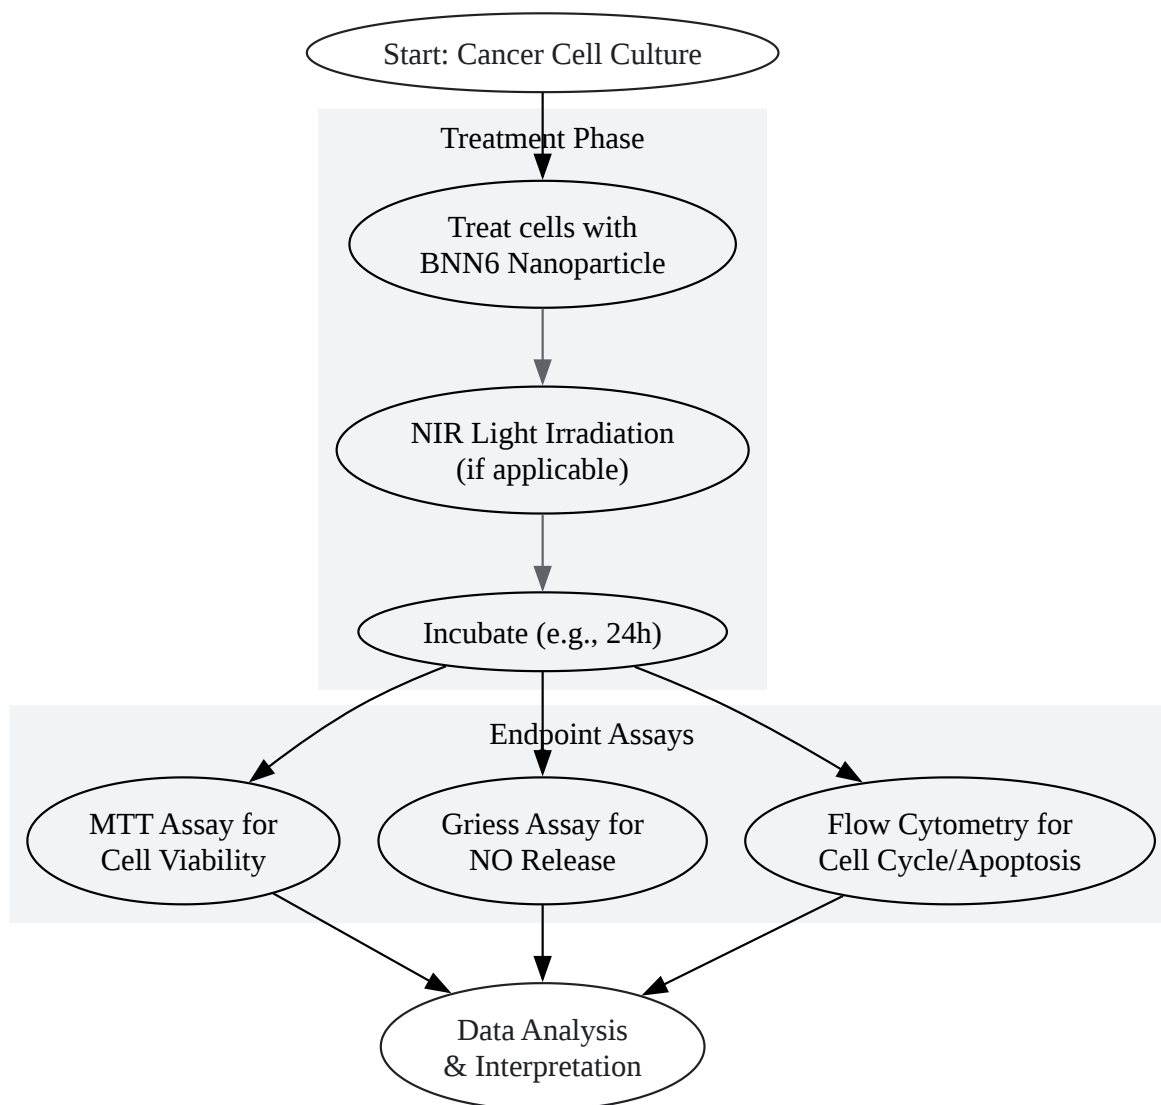 Start: Cancer Cell Culture
Treatment Phase
Treat cells with
BNN6 Nanoparticle
NIR Light Irradiation
(if applicable)
Incubate (e.g., 24h)
Endpoint Assays
MTT Assay for
Cell Viability
Griess Assay for
NO Release
Flow Cytometry for
Cell Cycle/Apoptosis
Data Analysis
& Interpretation